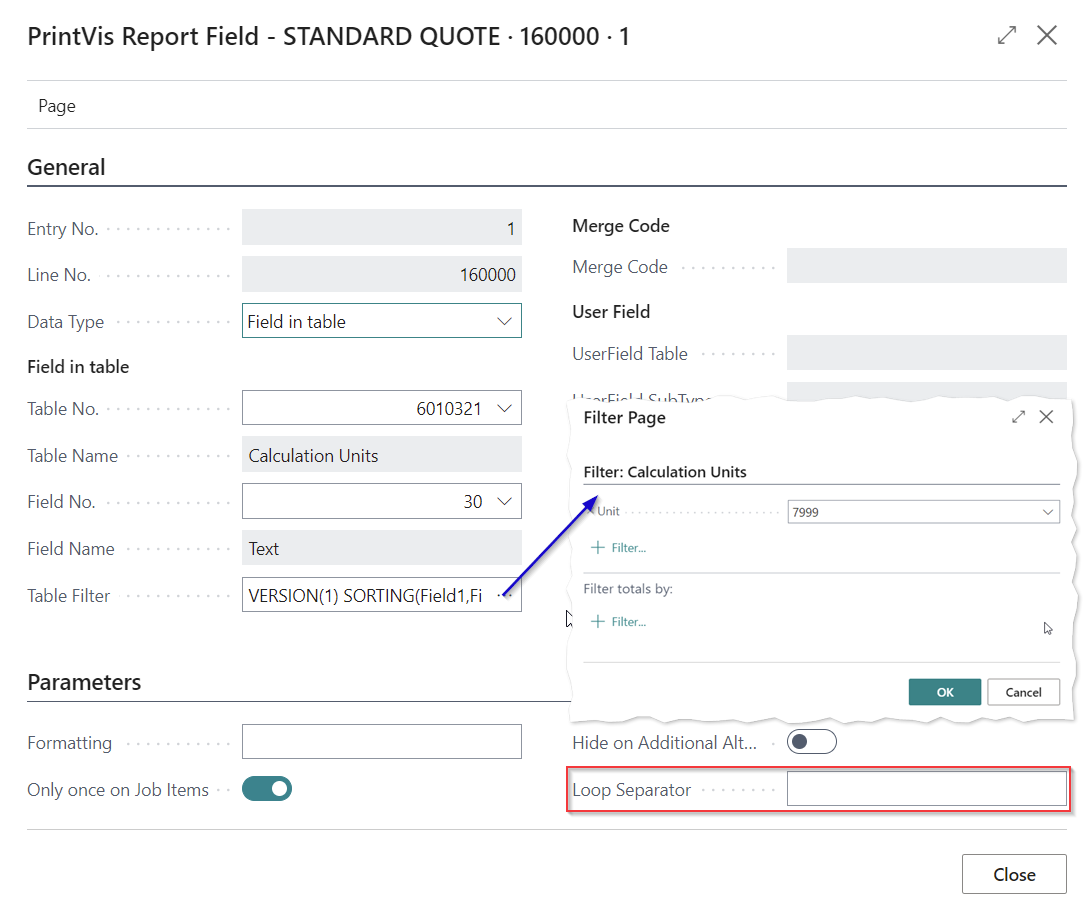 PrintVis Report Field - STANDARD QUOTE · 160000 · 1
Page
General
Entry No. 1
Line No. 160000
Data Type Field in table
Field in table
Table No. 6010321
Table Name Calculation Units
Field No. 30
Field Name Text
Table Filter VERSION(1) SORTING(Field1,Fi
Merge Code
Merge Code
User Field
UserField Table
UserField SubType
Filter Page
Filter: Calculation Units
Unit 7999
Filter...
Filter totals by:
Filter...
OK Cancel
Parameters
Formatting
Only once on Job Items
Hide on Additional Alt...
Loop Separator
Close